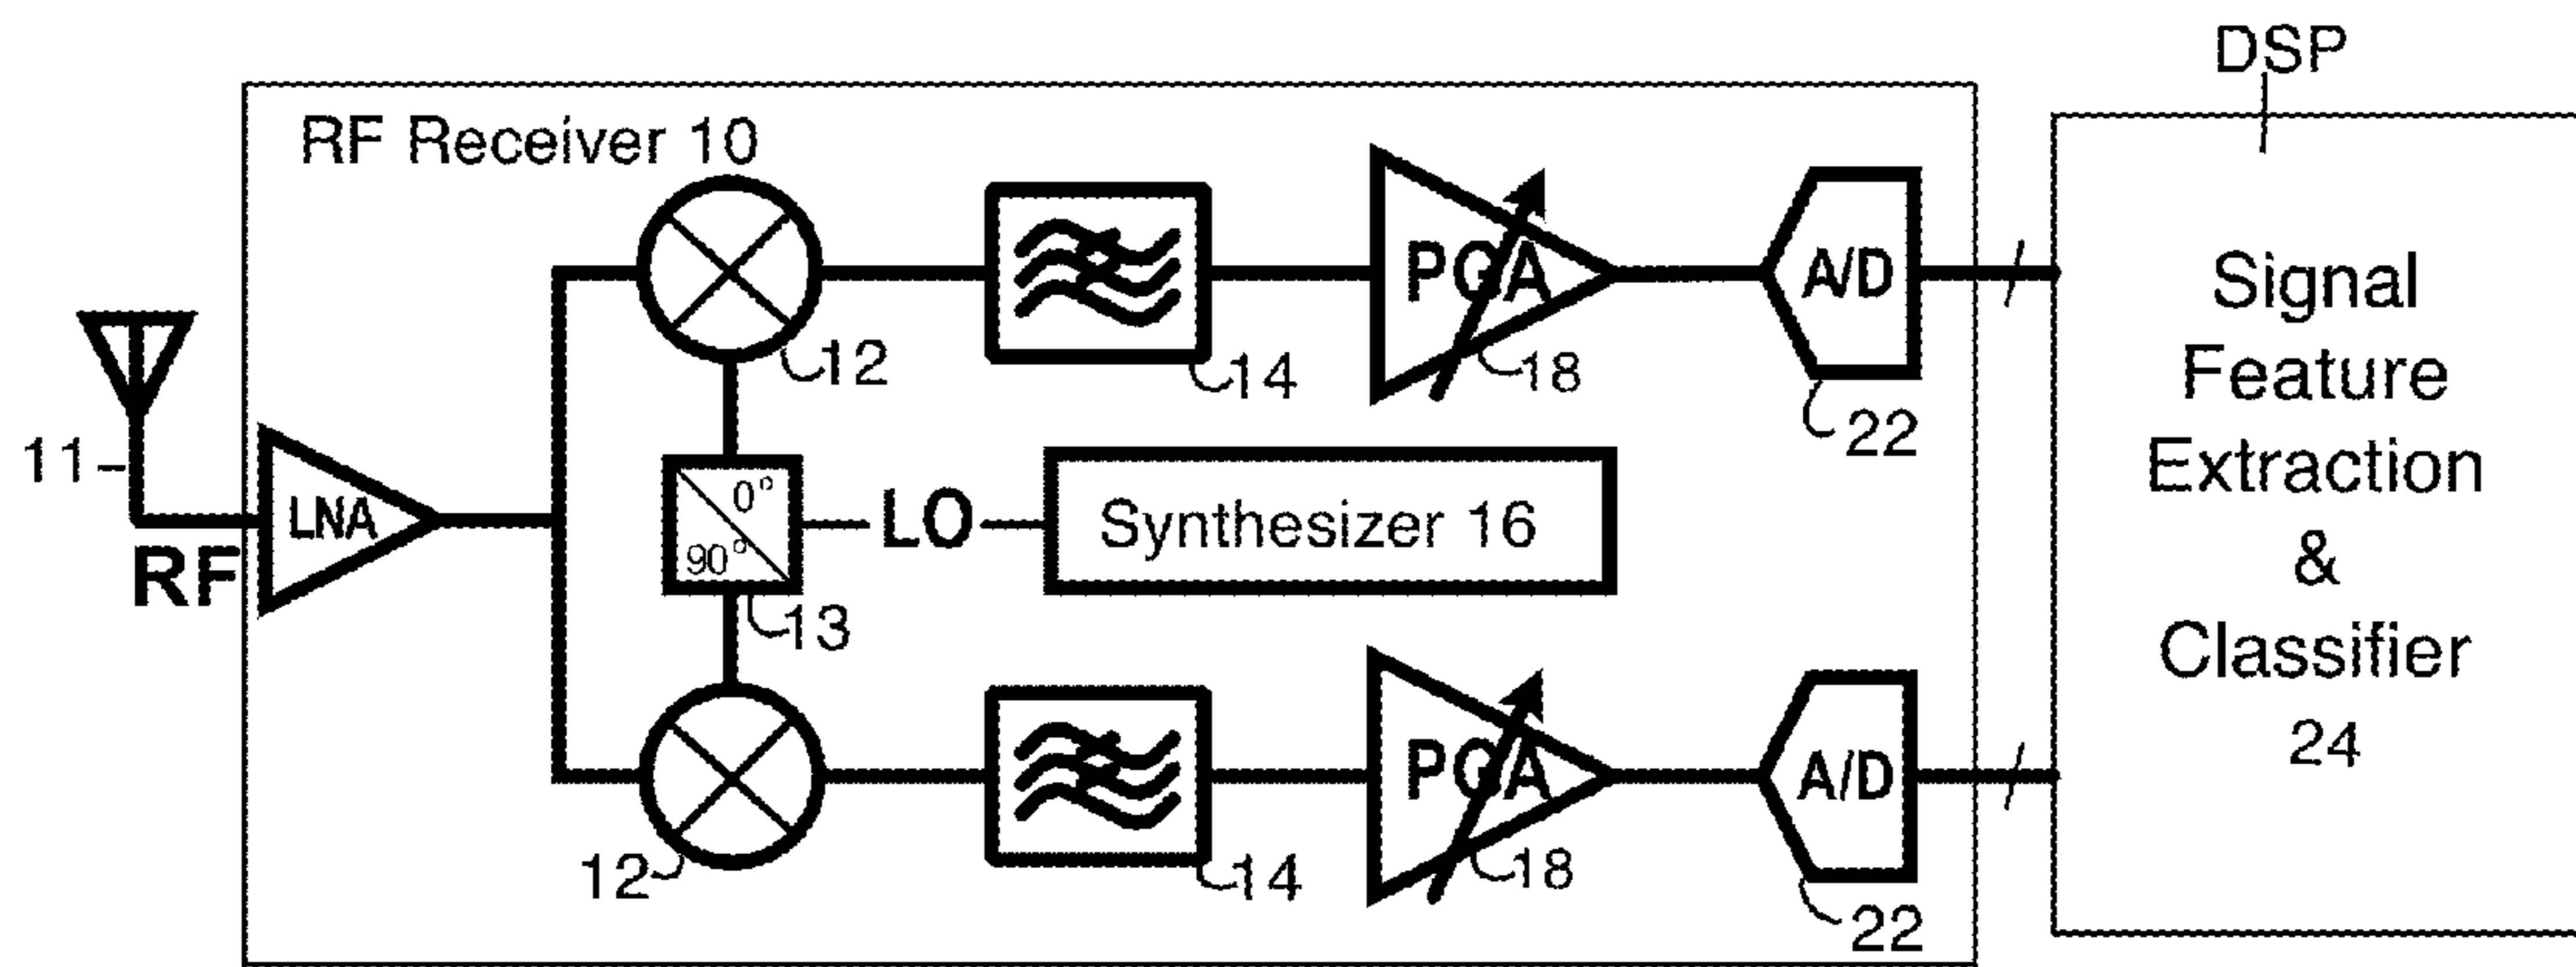 DSP
RF Receiver 10
PGA
A/D
Signal
Feature
Extraction
&
Classifier
24
12
14
18
22
11
LNA
RF
0°
90°
LO
Synthesizer 16
13
PGA
A/D
12
14
18
22